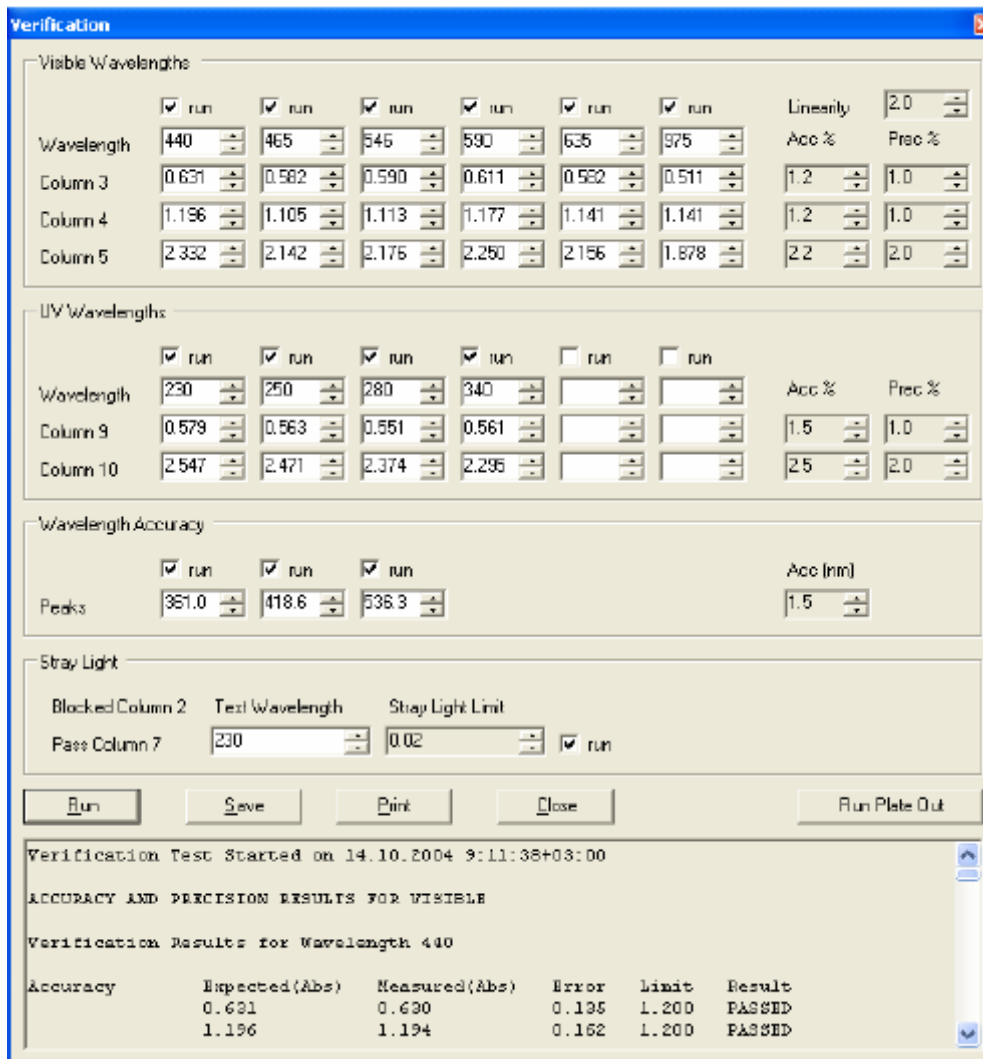 Verification
Visible Wavelengths
run run run run run run Linearity 2.0
Wavelength 440 465 546 590 635 975 Acc % Prec %
Column 3 0.631 0.582 0.590 0.611 0.582 0.511 1.2 1.0
Column 4 1.196 1.105 1.113 1.177 1.141 1.141 1.2 1.0
Column 5 2.332 2.142 2.176 2.250 2.156 1.878 2.2 2.0
UV Wavelengths
run run run run run run
Wavelength 230 250 280 340 Acc % Prec %
Column 9 0.579 0.563 0.551 0.561 1.5 1.0
Column 10 2.547 2.471 2.374 2.295 2.5 2.0
Wavelength Accuracy
run run run Acc (nm)
Peaks 361.0 418.6 536.3 1.5
Stray Light
Blocked Column 2 Test Wavelength Stray Light Limit
Pass Column 7 230 0.02 run
Run Save Print Close Run Plate Out
Verification Test Started on 14.10.2004 9:11:38+03:00
ACCURACY AND PRECISION RESULTS FOR VISIBLE
Verification Results for Wavelength 440
Accuracy Expected(Abs) Measured(Abs) Error Limit Result
0.631 0.630 0.135 1.200 PASSED
1.196 1.194 0.162 1.200 PASSED